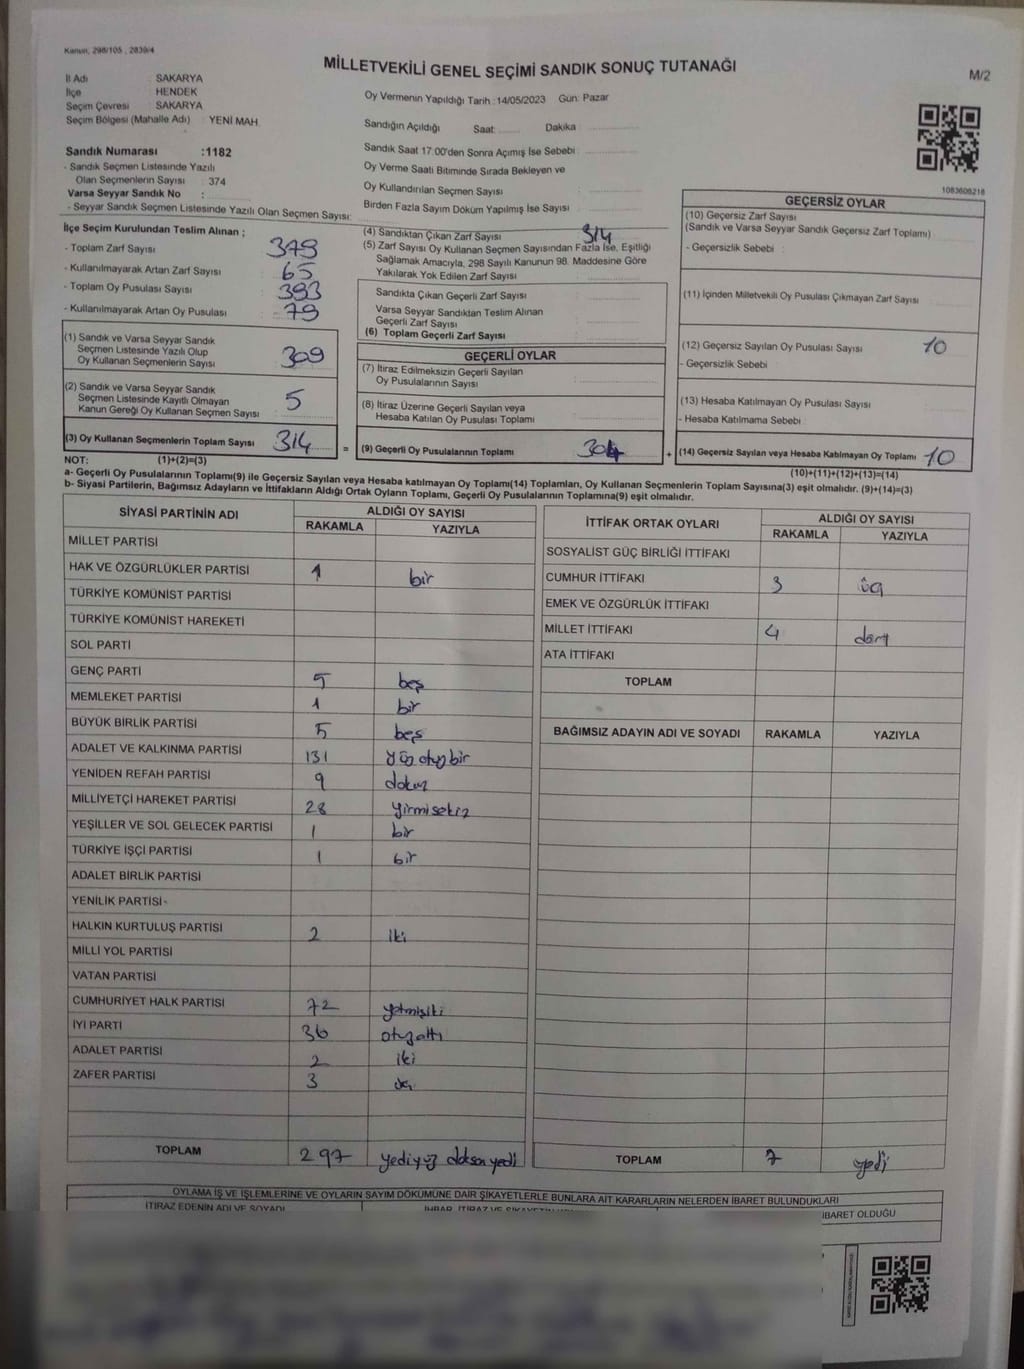 Kanun, 298/105 , 2839/4
MİLLETVEKİLİ GENEL SEÇİMİ SANDIK SONUÇ TUTANAĞI
M/2
İl Adı : SAKARYA
İlçe : HENDEK
Seçim Çevresi : SAKARYA
Seçim Bölgesi (Mahalle Adı) : YENİ MAH.
Oy Vermenin Yapıldığı Tarih :14/05/2023 Gün: Pazar
Sandığın Açıldığı Saat: Dakika :
Sandık Numarası :1182
- Sandık Seçmen Listesinde Yazılı
Olan Seçmenlerin Sayısı : 374
Varsa Seyyar Sandık No :
- Seyyar Sandık Seçmen Listesinde Yazılı Olan Seçmen Sayısı:
Sandık Saat 17:00'den Sonra Açımış İse Sebebi :
Oy Verme Saati Bitiminde Sırada Bekleyen ve
Oy Kullandırılan Seçmen Sayısı :
Birden Fazla Sayım Döküm Yapılmış İse Sayısı :
1083608216
İlçe Seçim Kurulundan Teslim Alınan ;
- Toplam Zarf Sayısı : 379
- Kullanılmayarak Artan Zarf Sayısı : 65
- Toplam Oy Pusulası Sayısı : 393
- Kullanılmayarak Artan Oy Pusulası : 79
(1) Sandık ve Varsa Seyyar Sandık
Seçmen Listesinde Yazılı Olup
Oy Kullanan Seçmenlerin Sayısı : 309
(2) Sandık ve Varsa Seyyar Sandık
Seçmen Listesinde Kayıtlı Olmayan
Kanun Gereği Oy Kullanan Seçmen Sayısı : 5
(3) Oy Kullanan Seçmenlerin Toplam Sayısı : 314
(4) Sandıktan Çıkan Zarf Sayısı 314
(5) Zarf Sayısı Oy Kullanan Seçmen Sayısından Fazla İse, Eşitliği
Sağlamak Amacıyla, 298 Sayılı Kanunun 98. Maddesine Göre
Yakılarak Yok Edilen Zarf Sayısı :
Sandıkta Çıkan Geçerli Zarf Sayısı :
Varsa Seyyar Sandıktan Teslim Alınan
Geçerli Zarf Sayısı :
(6) Toplam Geçerli Zarf Sayısı :
GEÇERLİ OYLAR
(7) İtiraz Edilmeksizin Geçerli Sayılan
Oy Pusulalarının Sayısı :
(8) İtiraz Üzerine Geçerli Sayılan veya
Hesaba Katılan Oy Pusulası Toplamı :
= (9) Geçerli Oy Pusulalarının Toplamı : 304
GEÇERSİZ OYLAR
(10) Geçersiz Zarf Sayısı
(Sandık ve Varsa Seyyar Sandık Geçersiz Zarf Toplamı) :
- Geçersizlik Sebebi :
(11) İçinden Milletvekili Oy Pusulası Çıkmayan Zarf Sayısı :
(12) Geçersiz Sayılan Oy Pusulası Sayısı : 10
- Geçersizlik Sebebi :
(13) Hesaba Katılmayan Oy Pusulası Sayısı :
- Hesaba Katılmama Sebebi :
+ (14) Geçersiz Sayılan veya Hesaba Katılmayan Oy Toplamı : 10
NOT: (1)+(2)=(3)
(10)+(11)+(12)+(13)=(14)
a- Geçerli Oy Pusulalarının Toplamı(9) ile Geçersiz Sayılan veya Hesaba katılmayan Oy Toplamı(14) Toplamları, Oy Kullanan Seçmenlerin Toplam Sayısına(3) eşit olmalıdır. (9)+(14)=(3)
b- Siyasi Partilerin, Bağımsız Adayların ve İttifakların Aldığı Ortak Oyların Toplamı, Geçerli Oy Pusulalarının Toplamına(9) eşit olmalıdır.
SİYASİ PARTİNİN ADI ALDIĞI OY SAYISI
RAKAMLA YAZIYLA
MİLLET PARTİSİ
HAK VE ÖZGÜRLÜKLER PARTİSİ 1 bir
TÜRKİYE KOMÜNİST PARTİSİ
TÜRKİYE KOMÜNİST HAREKETİ
SOL PARTİ
GENÇ PARTİ 5 beş
MEMLEKET PARTİSİ 1 bir
BÜYÜK BİRLİK PARTİSİ 5 beş
ADALET VE KALKINMA PARTİSİ 131 yüz otuz bir
YENİDEN REFAH PARTİSİ 9 dokuz
MİLLİYETÇİ HAREKET PARTİSİ 28 yirmisekiz
YEŞİLLER VE SOL GELECEK PARTİSİ 1 bir
TÜRKİYE İŞÇİ PARTİSİ 1 bir
ADALET BİRLİK PARTİSİ
YENİLİK PARTİSİ
HALKIN KURTULUŞ PARTİSİ 2 iki
MİLLİ YOL PARTİSİ
VATAN PARTİSİ
CUMHURİYET HALK PARTİSİ 72 yetmişiki
İYİ PARTİ 36 otuzaltı
ADALET PARTİSİ 2 iki
ZAFER PARTİSİ 3 üç
TOPLAM 297 yediyüz doksan yedi
İTTİFAK ORTAK OYLARI ALDIĞI OY SAYISI
RAKAMLA YAZIYLA
SOSYALİST GÜÇ BİRLİĞİ İTTİFAKI
CUMHUR İTTİFAKI 3 üç
EMEK VE ÖZGÜRLÜK İTTİFAKI
MİLLET İTTİFAKI 4 dört
ATA İTTİFAKI
TOPLAM
BAĞIMSIZ ADAYIN ADI VE SOYADI RAKAMLA YAZIYLA
TOPLAM 7 yedi
OYLAMA İŞ VE İŞLEMLERİNE VE OYLARIN SAYIM DÖKÜMÜNE DAİR ŞİKAYETLERLE BUNLARA AİT KARARLARIN NELERDEN İBARET BULUNDUKLARI
İTİRAZ EDENİN ADI VE SOYADI
İBARET OLDUĞU